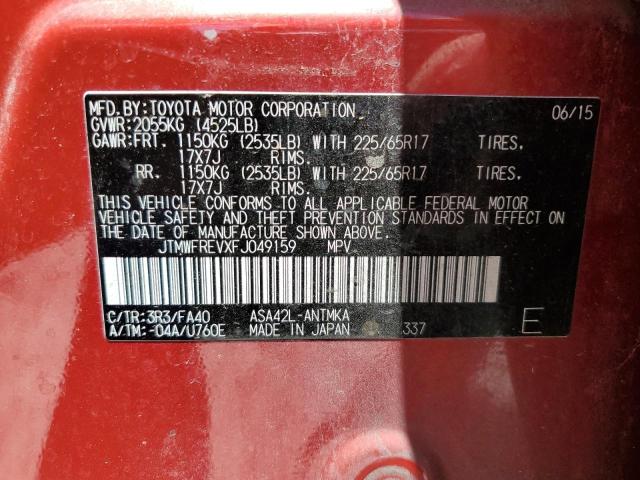 MFD.BY:TOYOTA MOTOR CORPORATION 06/15
GVWR:2055KG (4525LB)
GAWR:FRT. 1150KG (2535LB) WITH 225/65R17 TIRES,
17X7J RIMS.
RR. 1150KG (2535LB) WITH 225/65R17 TIRES,
17X7J RIMS.
THIS VEHICLE CONFORMS TO ALL APPLICABLE FEDERAL MOTOR
VEHICLE SAFETY AND THEFT PREVENTION STANDARDS IN EFFECT ON
THE DATE OF MANUFACTURE SHOWN ABOVE.
JTMWFREVXFJ049159 MPV
C/TR:3R3/FA40 ASA42L-ANTMKA
A/TM:-04A/U760E MADE IN JAPAN 337 E